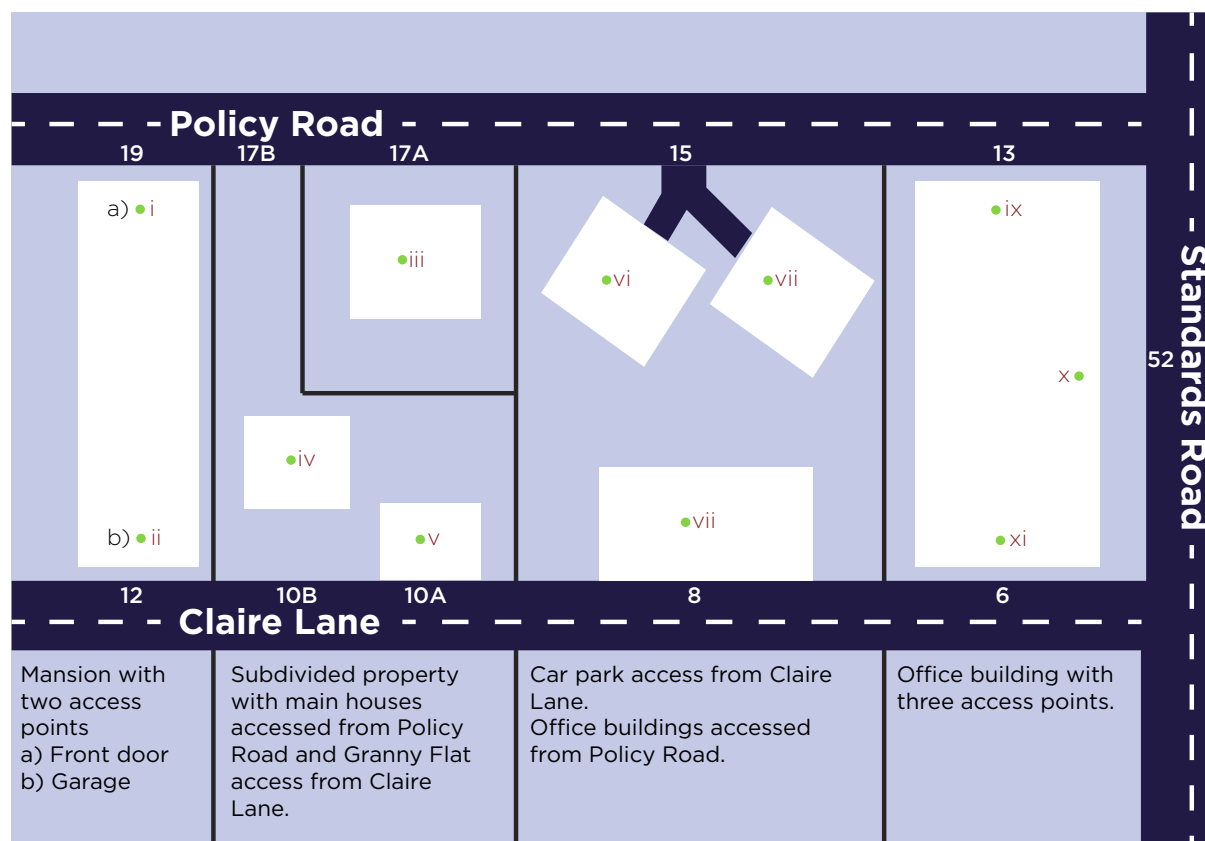 Policy Road
19
17B
17A
15
13
a) i
iii
vi
vii
ix
Standards Road
52
x
iv
b) ii
v
vii
xi
12
10B
10A
8
6
Claire Lane
Mansion with
two access
points
a) Front door
b) Garage
Subdivided property
with main houses
accessed from Policy
Road and Granny Flat
access from Claire
Lane.
Car park access from Claire
Lane.
Office buildings accessed
from Policy Road.
Office building with
three access points.